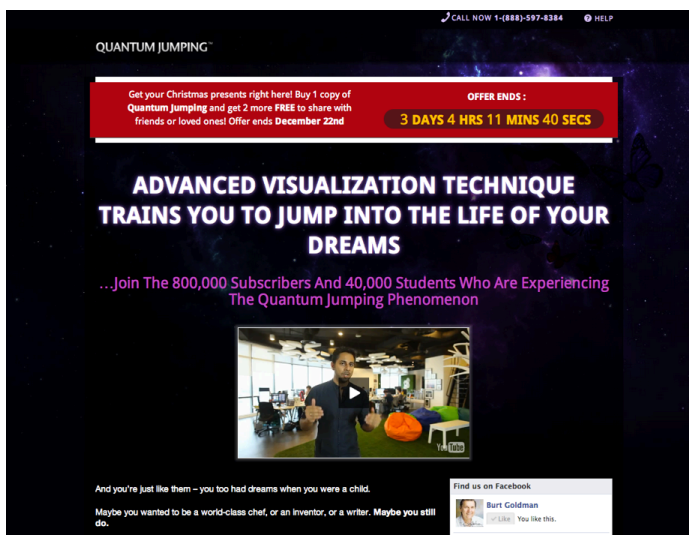 CALL NOW 1-(888)-597-8384 HELP
QUANTUM JUMPING™
Get your Christmas presents right here! Buy 1 copy of
Quantum Jumping and get 2 more FREE to share with
friends or loved ones! Offer ends December 22nd
OFFER ENDS :
3 DAYS 4 HRS 11 MINS 40 SECS
ADVANCED VISUALIZATION TECHNIQUE
TRAINS YOU TO JUMP INTO THE LIFE OF YOUR
DREAMS
...Join The 800,000 Subscribers And 40,000 Students Who Are Experiencing
The Quantum Jumping Phenomenon
YouTube
And you're just like them – you too had dreams when you were a child.
Maybe you wanted to be a world-class chef, or an inventor, or a writer. Maybe you still
do.
Find us on Facebook
Burt Goldman
Like You like this.